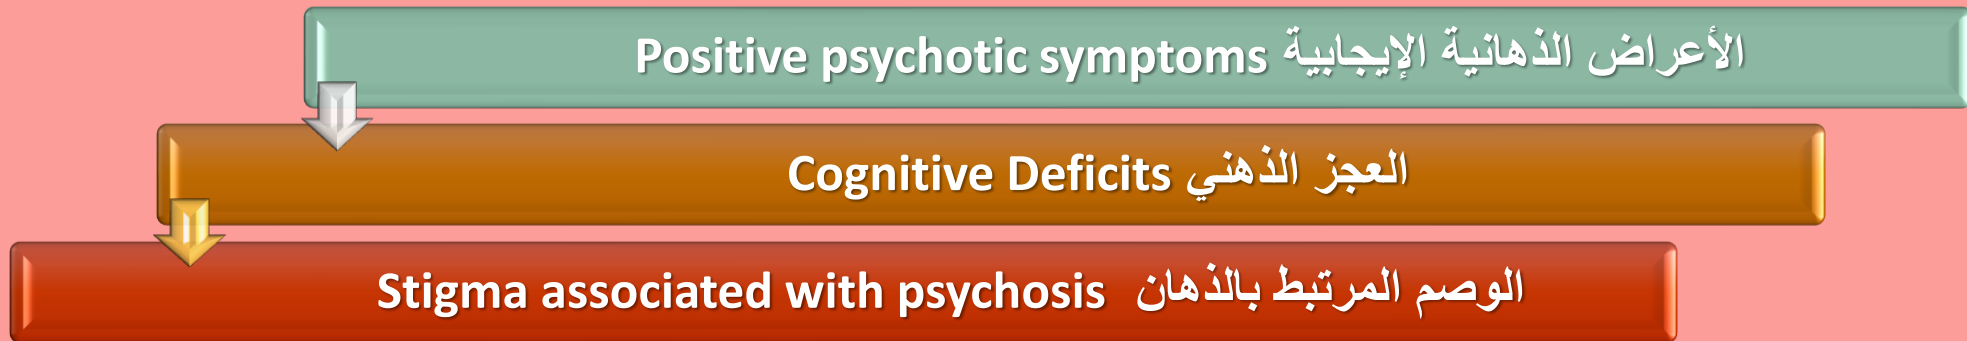 الأعراض الذهانية الإيجابية Positive psychotic symptoms
العجز الذهني Cognitive Deficits
الوصم المرتبط بالذهان Stigma associated with psychosis